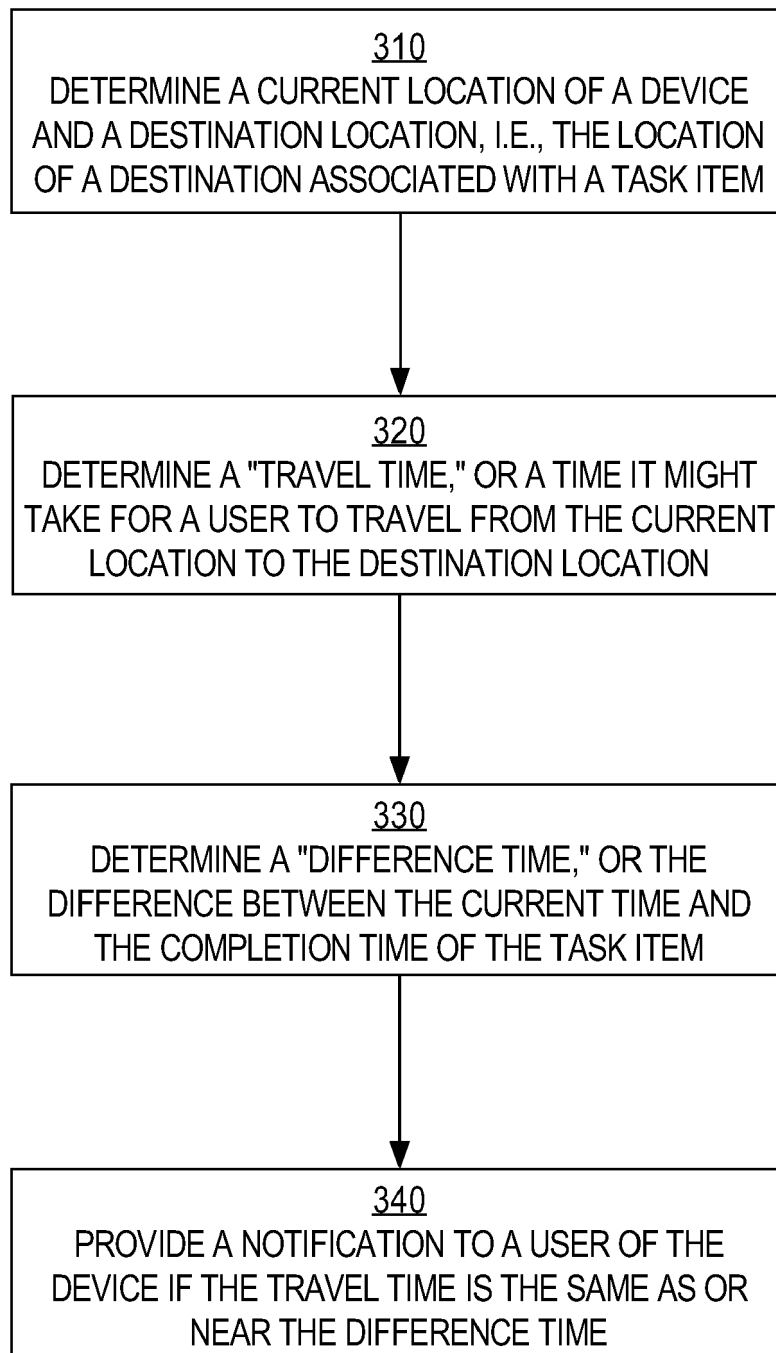 310
DETERMINE A CURRENT LOCATION OF A DEVICE
AND A DESTINATION LOCATION, I.E., THE LOCATION
OF A DESTINATION ASSOCIATED WITH A TASK ITEM
320
DETERMINE A "TRAVEL TIME," OR A TIME IT MIGHT
TAKE FOR A USER TO TRAVEL FROM THE CURRENT
LOCATION TO THE DESTINATION LOCATION
330
DETERMINE A "DIFFERENCE TIME," OR THE
DIFFERENCE BETWEEN THE CURRENT TIME AND
THE COMPLETION TIME OF THE TASK ITEM
340
PROVIDE A NOTIFICATION TO A USER OF THE
DEVICE IF THE TRAVEL TIME IS THE SAME AS OR
NEAR THE DIFFERENCE TIME